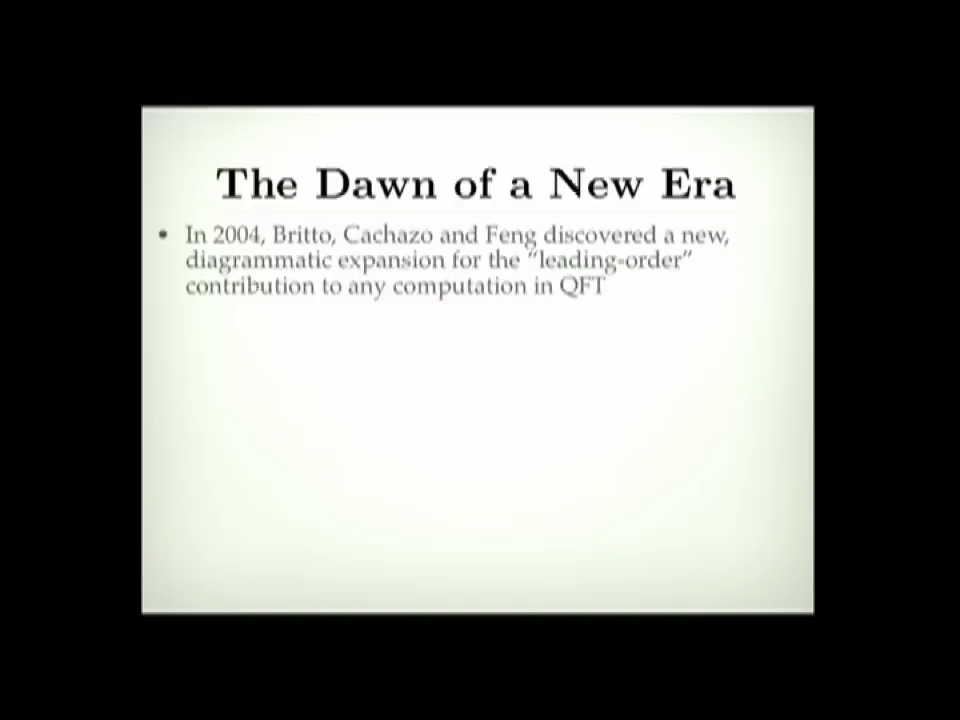 The Dawn of a New Era
• In 2004, Britto, Cachazo and Feng discovered a new,
diagrammatic expansion for the “leading-order”
contribution to any computation in QFT